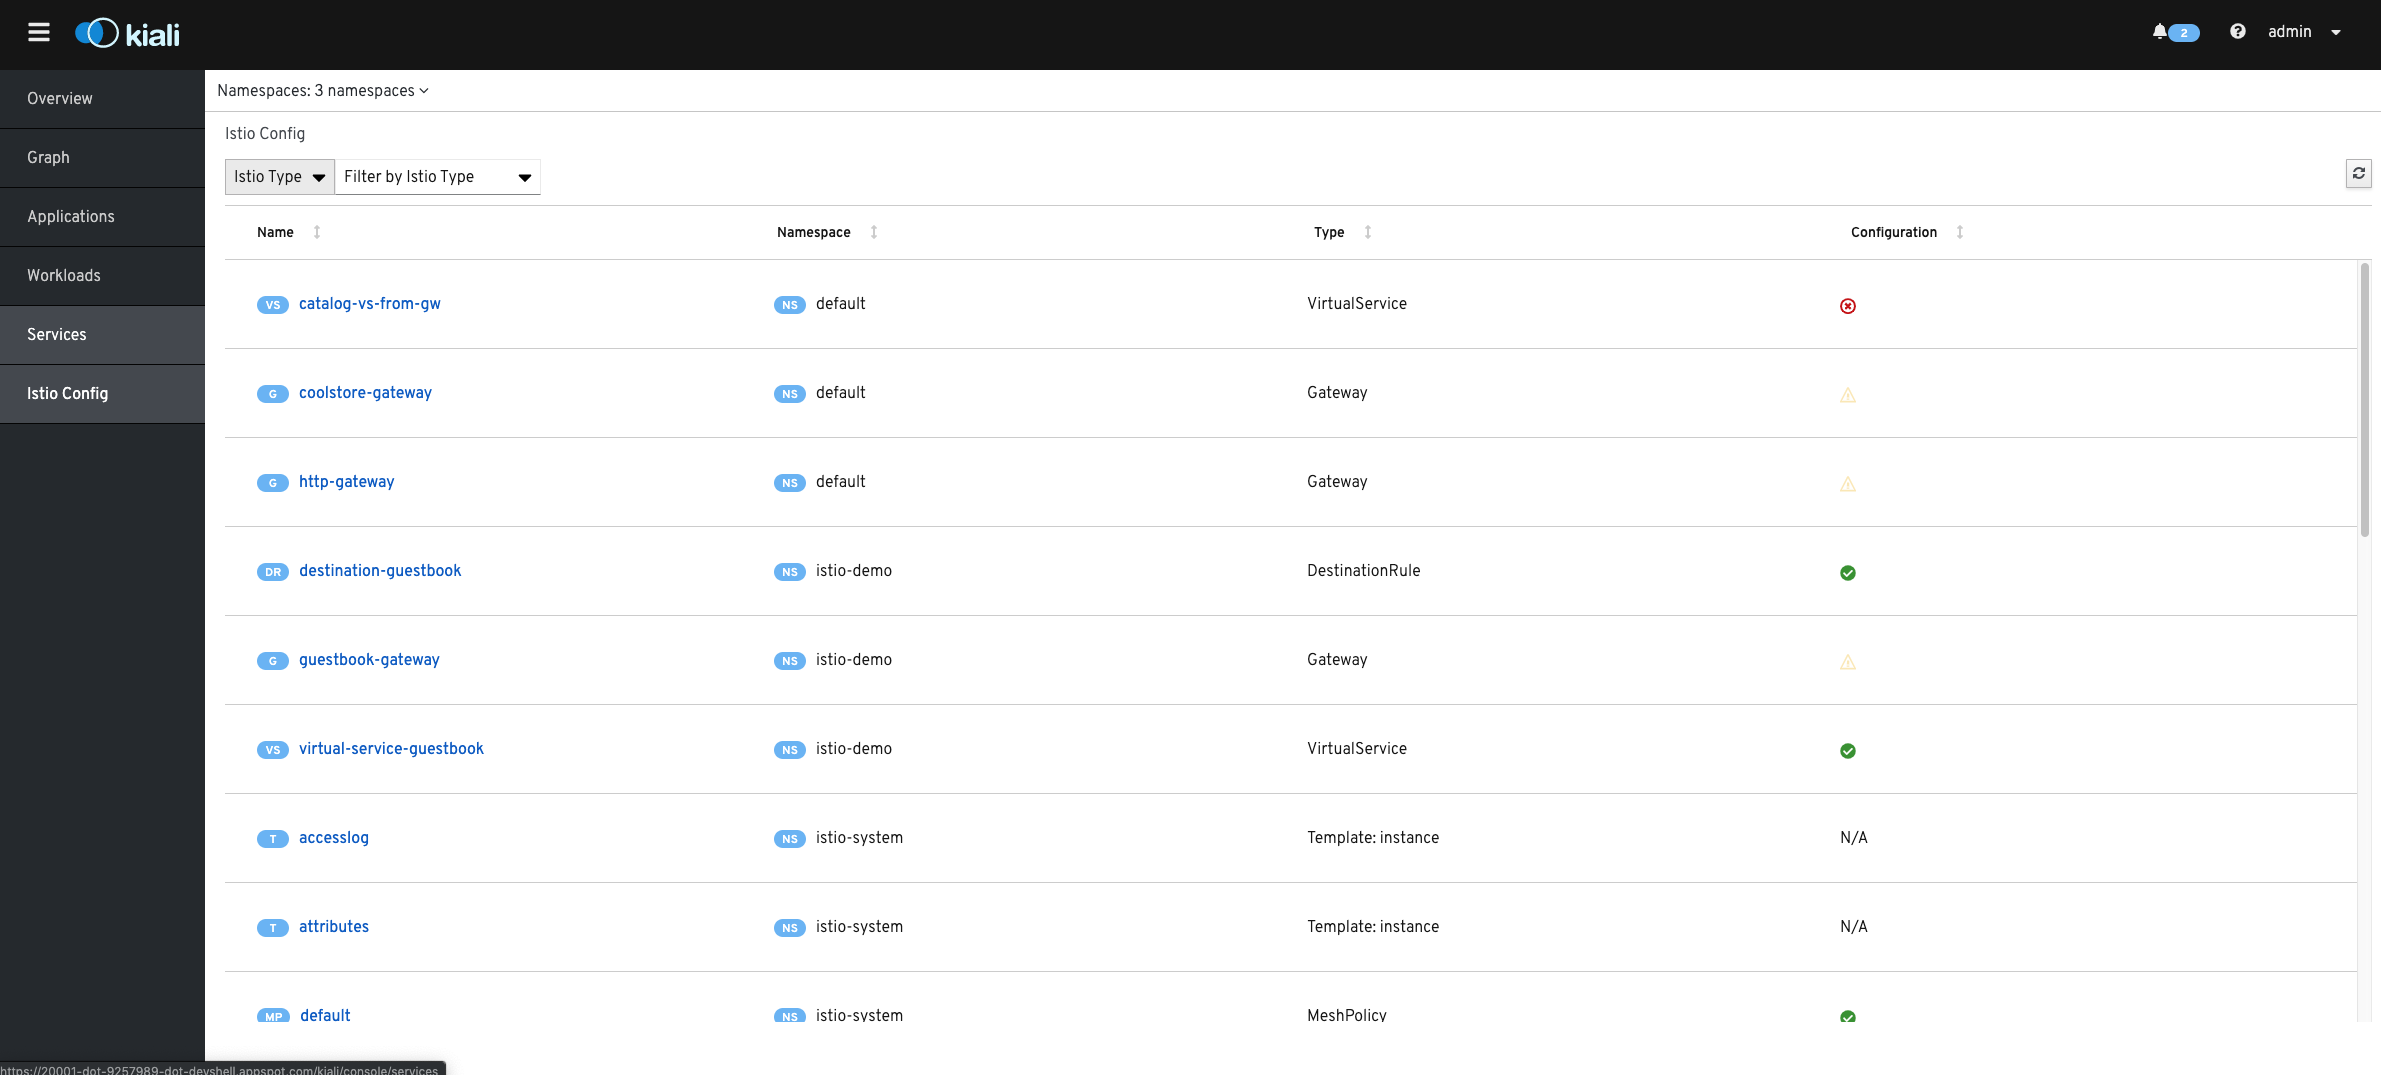 kiali
2
admin
Overview
Graph
Applications
Workloads
Services
Istio Config
Namespaces: 3 namespaces
Istio Config
Istio Type Filter by Istio Type
Name Namespace Type Configuration
VS catalog-vs-from-gw NS default VirtualService
G coolstore-gateway NS default Gateway
G http-gateway NS default Gateway
DR destination-guestbook NS istio-demo DestinationRule
G guestbook-gateway NS istio-demo Gateway
VS virtual-service-guestbook NS istio-demo VirtualService
T accesslog NS istio-system Template: instance N/A
T attributes NS istio-system Template: instance N/A
MP default NS istio-system MeshPolicy
https://20001-dot-9257989-dot-devshell.appspot.com/kiali/console/services